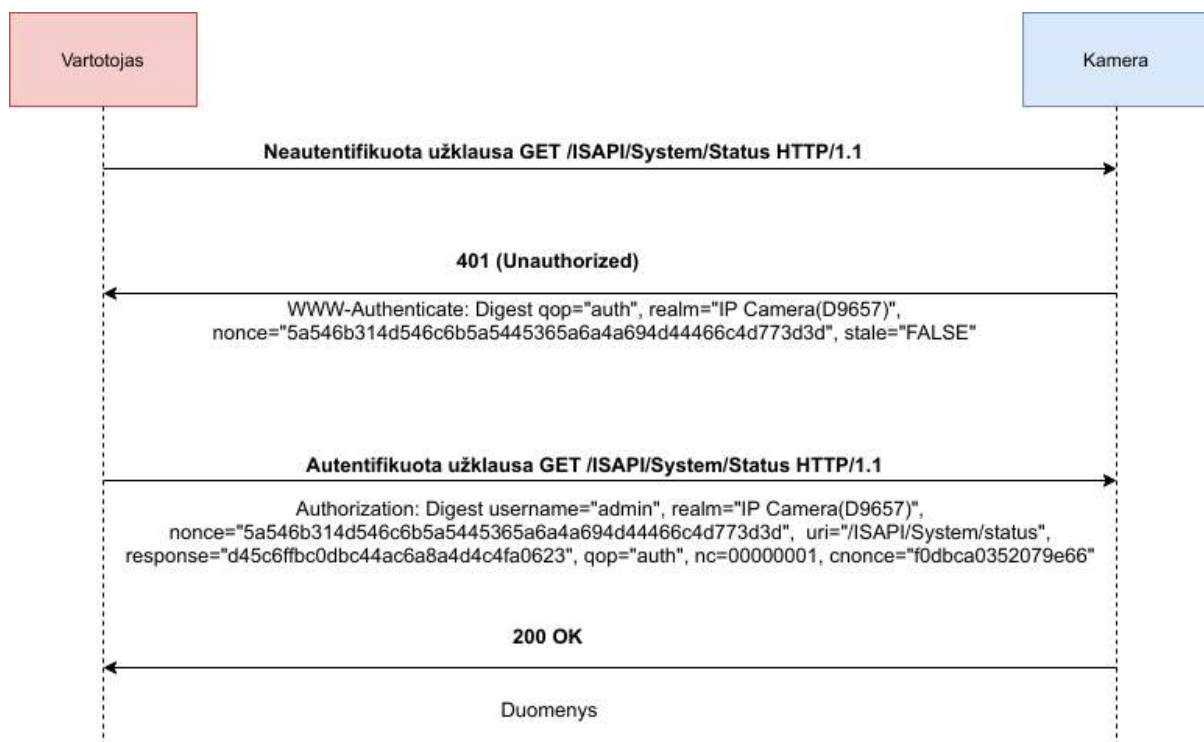 Vartotojas
Kamera
Neautentifikuota užklausa GET /ISAPI/System/Status HTTP/1.1
401 (Unauthorized)
WWW-Authenticate: Digest qop="auth", realm="IP Camera(D9657)",
nonce="5a546b314d546c6b5a5445365a6a4a694d44466c4d773d3d", stale="FALSE"
Autentifikuota užklausa GET /ISAPI/System/Status HTTP/1.1
Authorization: Digest username="admin", realm="IP Camera(D9657)",
nonce="5a546b314d546c6b5a5445365a6a4a694d44466c4d773d3d", uri="/ISAPI/System/status",
response="d45c6ffbc0dbc44ac6a8a4d4c4fa0623", qop="auth", nc=00000001, cnonce="f0dbca0352079e66"
200 OK
Duomenys